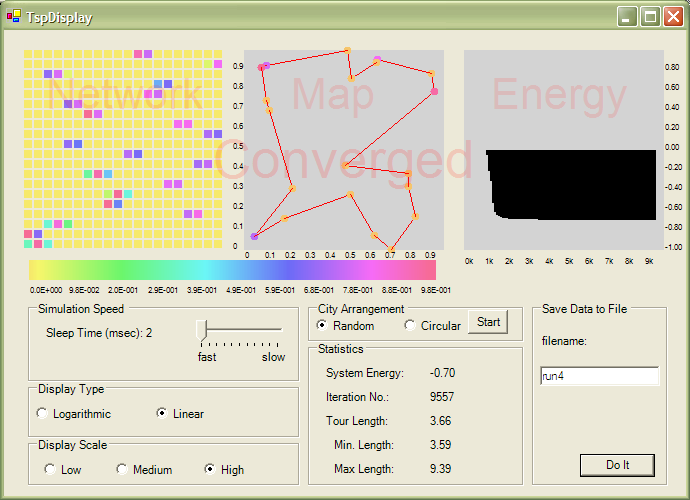 TspDisplay
Network
Map
Energy
Converged
0.9
0.8
0.7
0.6
0.5
0.4
0.3
0.2
0.1
0
0 0.1 0.2 0.3 0.4 0.5 0.6 0.7 0.8 0.9
0.80
0.60
0.40
0.20
0.00
-0.20
-0.40
-0.60
-0.80
-1.00
0k 1k 2k 3k 4k 5k 6k 7k 8k 9k
0.0E+000 9.8E-002 2.0E-001 2.9E-001 3.9E-001 4.9E-001 5.9E-001 6.8E-001 7.8E-001 8.8E-001 9.8E-001
Simulation Speed
Sleep Time (msec): 2
fast slow
Display Type
Logarithmic Linear
Display Scale
Low Medium High
City Arrangement
Random Circular Start
Statistics
System Energy: -0.70
Iteration No.: 9557
Tour Length: 3.66
Min. Length: 3.59
Max Length: 9.39
Save Data to File
filename:
run4
Do It